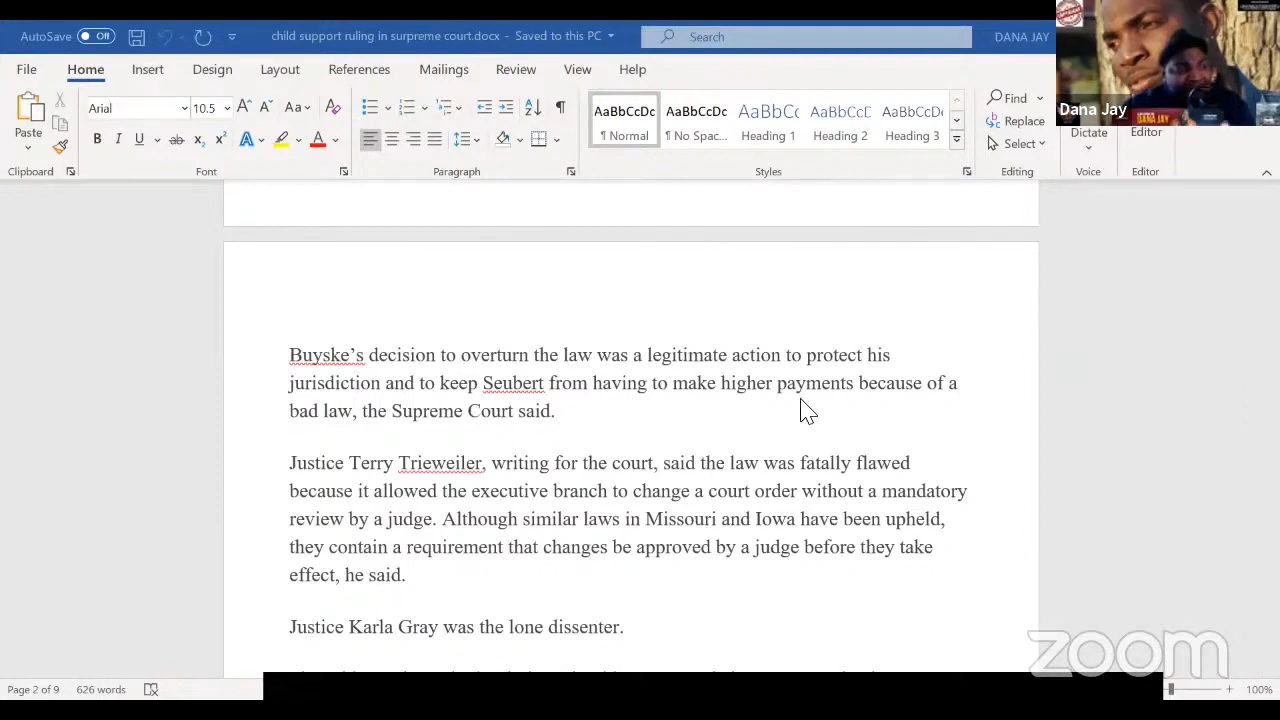 AutoSave Off child support ruling in surpreme court.docx - Saved to this PC Search DANA JAY
File Home Insert Design Layout References Mailings Review View Help
Dana Jay
Paste Arial 10.5 Aa AaBbCcDc AaBbCcDc AaBbC AaBbCcC AaBbCcDc Find
¶ Normal ¶ No Spac... Heading 1 Heading 2 Heading 3 Replace Dictate Editor
B I U ab x₂ x² A A Select
Clipboard Font Paragraph Styles Editing Voice Editor
Buyske’s decision to overturn the law was a legitimate action to protect his
jurisdiction and to keep Seubert from having to make higher payments because of a
bad law, the Supreme Court said.
Justice Terry Trieweiler, writing for the court, said the law was fatally flawed
because it allowed the executive branch to change a court order without a mandatory
review by a judge. Although similar laws in Missouri and Iowa have been upheld,
they contain a requirement that changes be approved by a judge before they take
effect, he said.
Justice Karla Gray was the lone dissenter.
zoom
Page 2 of 9 626 words 100%